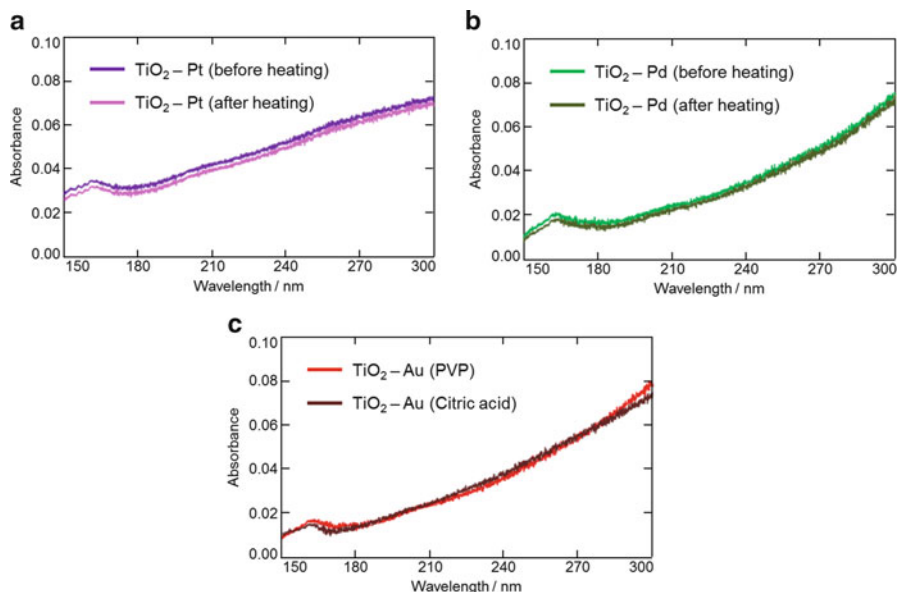 a
0.10
TiO2 – Pt (before heating)
0.08
TiO2 – Pt (after heating)
0.06
Absorbance
0.04
0.02
0.00
150 180 210 240 270 300
Wavelength / nm
b
0.10
TiO2 – Pd (before heating)
0.08
TiO2 – Pd (after heating)
0.06
Absorbance
0.04
0.02
0.00
150 180 210 240 270 300
Wavelength / nm
c
0.10
TiO2 – Au (PVP)
0.08
TiO2 – Au (Citric acid)
0.06
Absorbance
0.04
0.02
0.00
150 180 210 240 270 300
Wavelength / nm